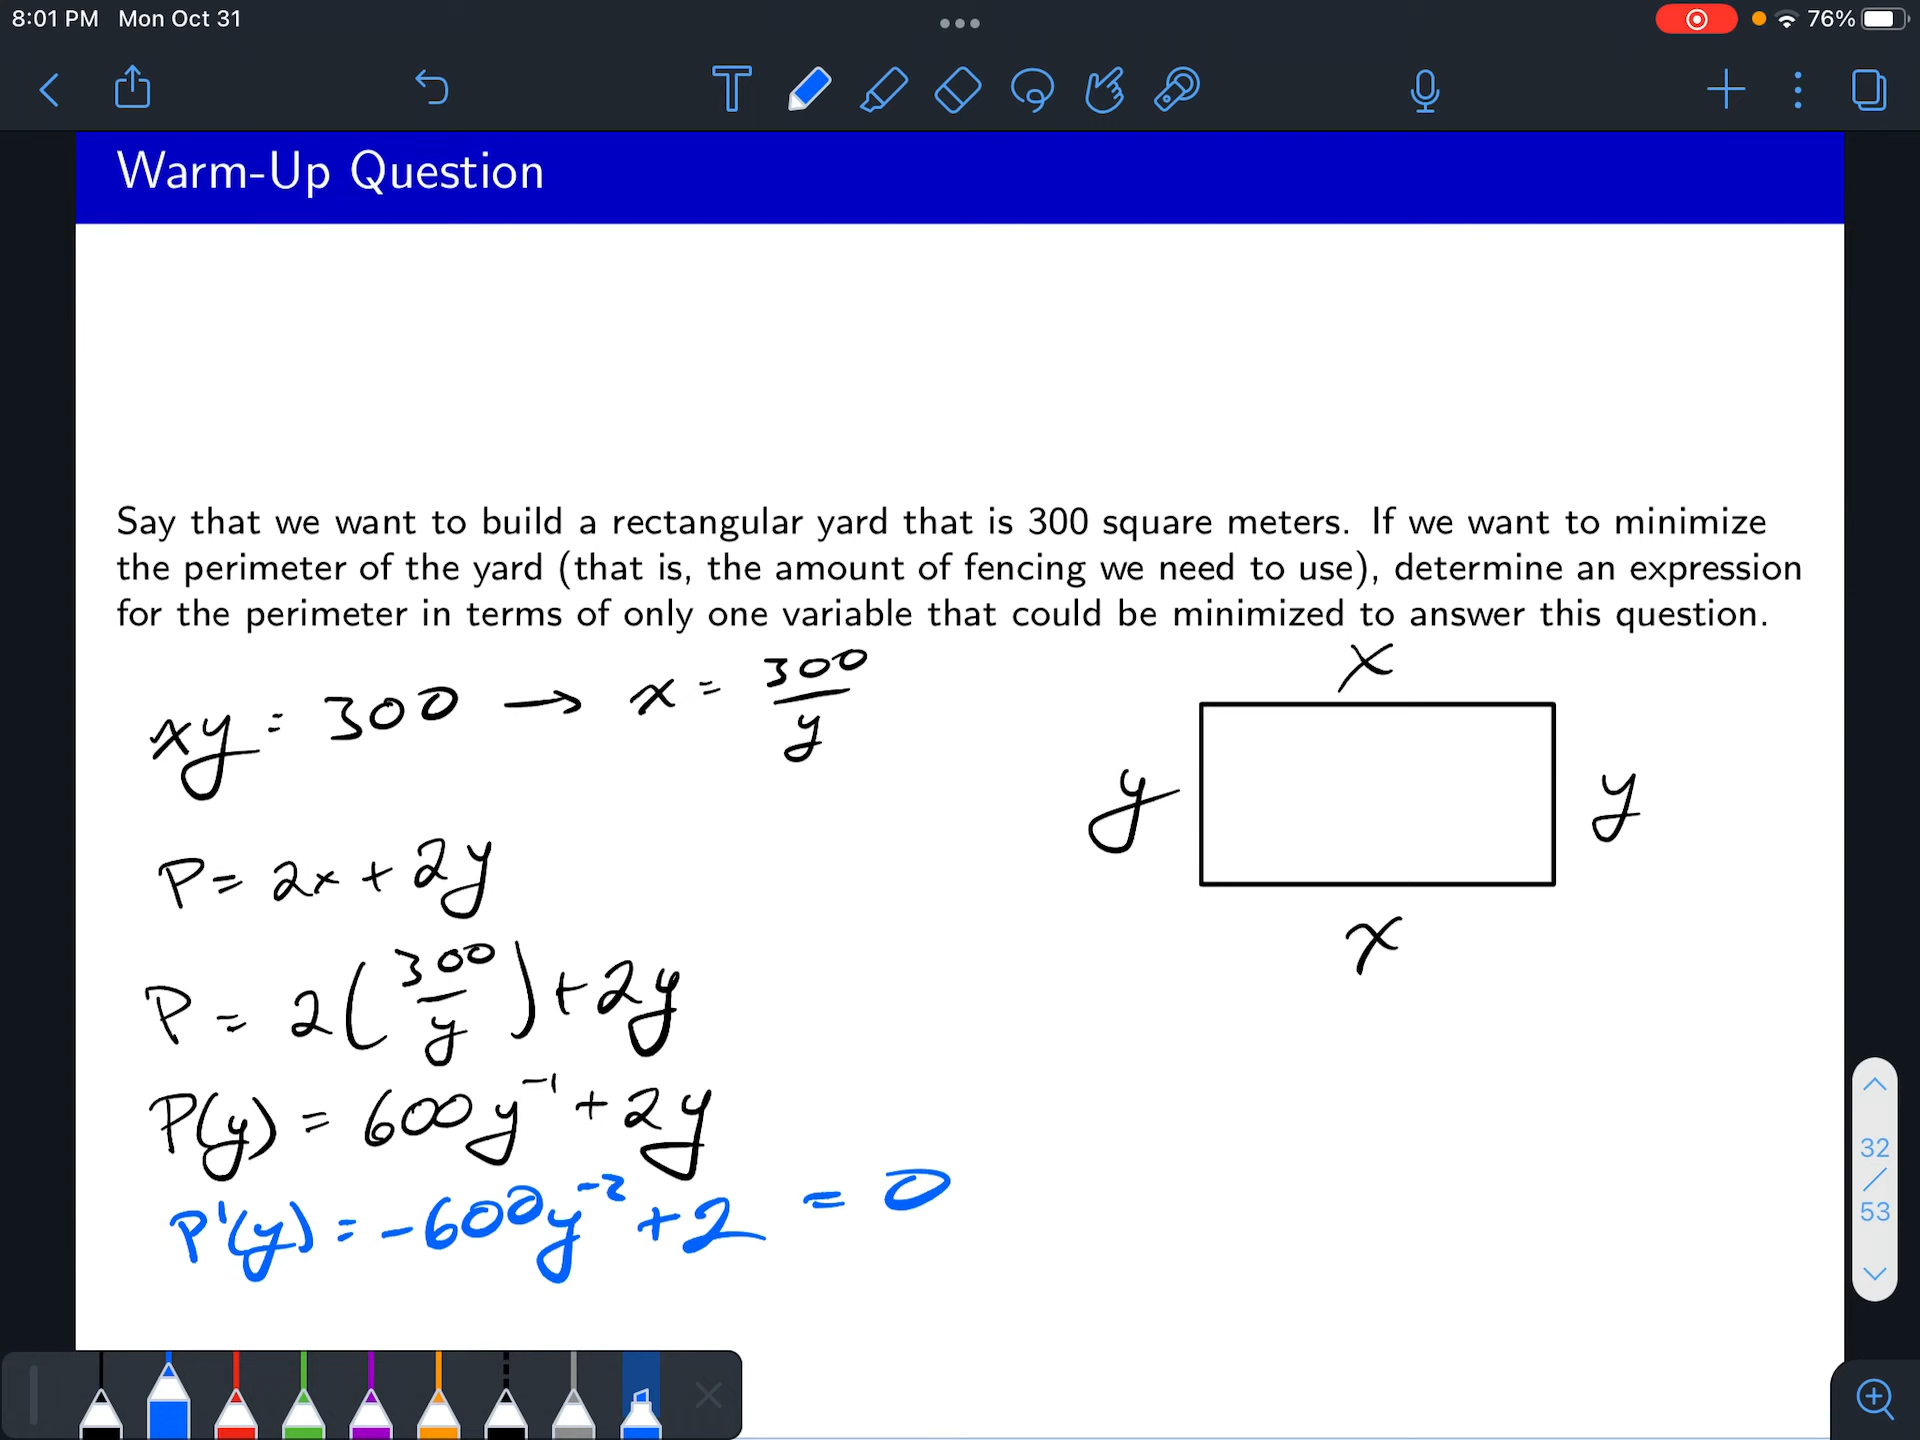 8:01 PM Mon Oct 31
76%
Warm-Up Question
Say that we want to build a rectangular yard that is 300 square meters. If we want to minimize
the perimeter of the yard (that is, the amount of fencing we need to use), determine an expression
for the perimeter in terms of only one variable that could be minimized to answer this question.
xy = 300 → x = 300/y
P = 2x + 2y
P = 2(300/y) + 2y
P(y) = 600y⁻¹ + 2y
P'(y) = -600y⁻² + 2 = 0
x
y
y
x
32
/
53